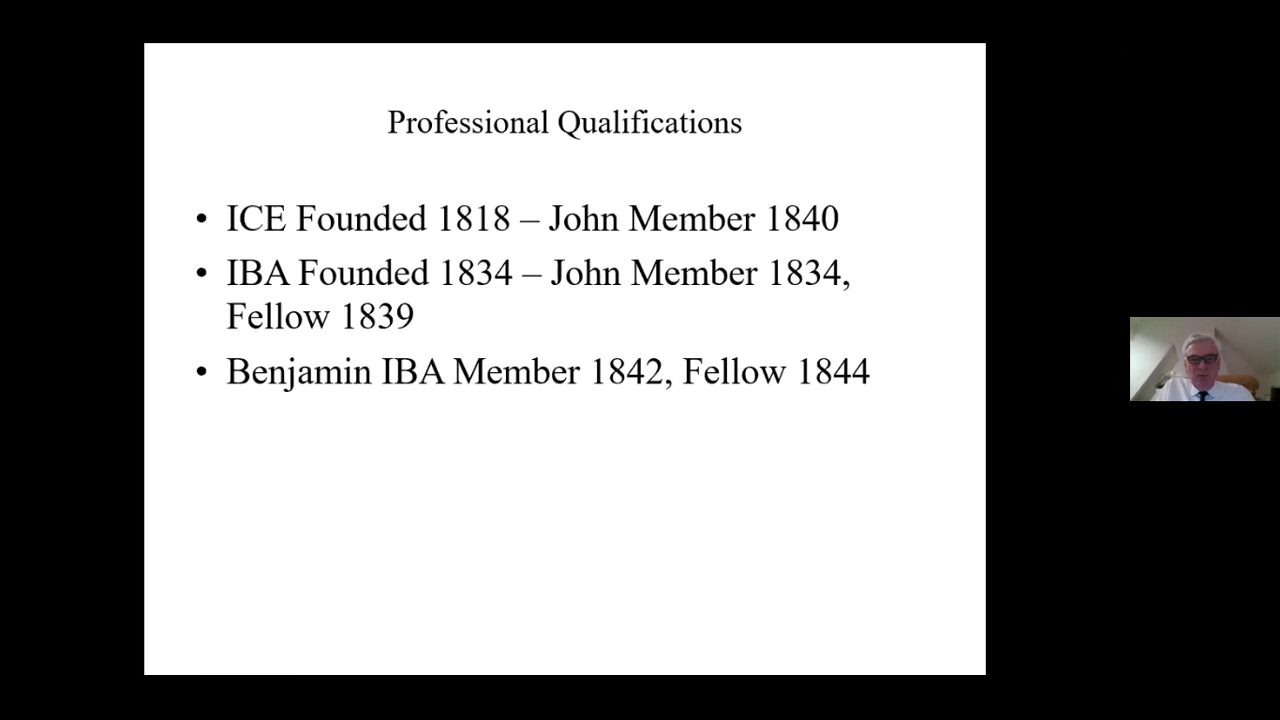 Professional Qualifications
• ICE Founded 1818 – John Member 1840
• IBA Founded 1834 – John Member 1834,
Fellow 1839
• Benjamin IBA Member 1842, Fellow 1844